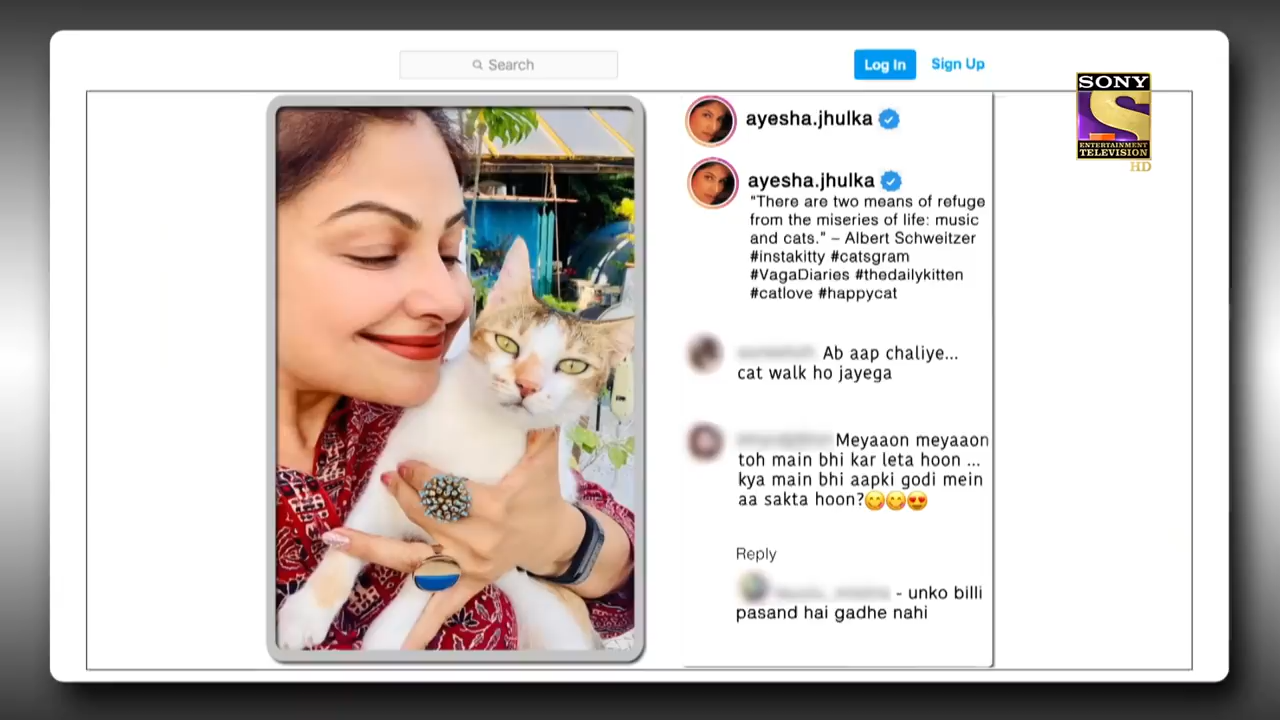 Search
Log In
Sign Up
SONY
ENTERTAINMENT
TELEVISION
HD
ayesha.jhulka
ayesha.jhulka
"There are two means of refuge
from the miseries of life: music
and cats." – Albert Schweitzer
#instakitty #catsgram
#VagaDiaries #thedailykitten
#catlove #happycat
Ab aap chaliye...
cat walk ho jayega
Meyaaon meyaaon
toh main bhi kar leta hoon ...
kya main bhi aapki godi mein
aa sakta hoon?😋😋😍
Reply
- unko billi
pasand hai gadhe nahi